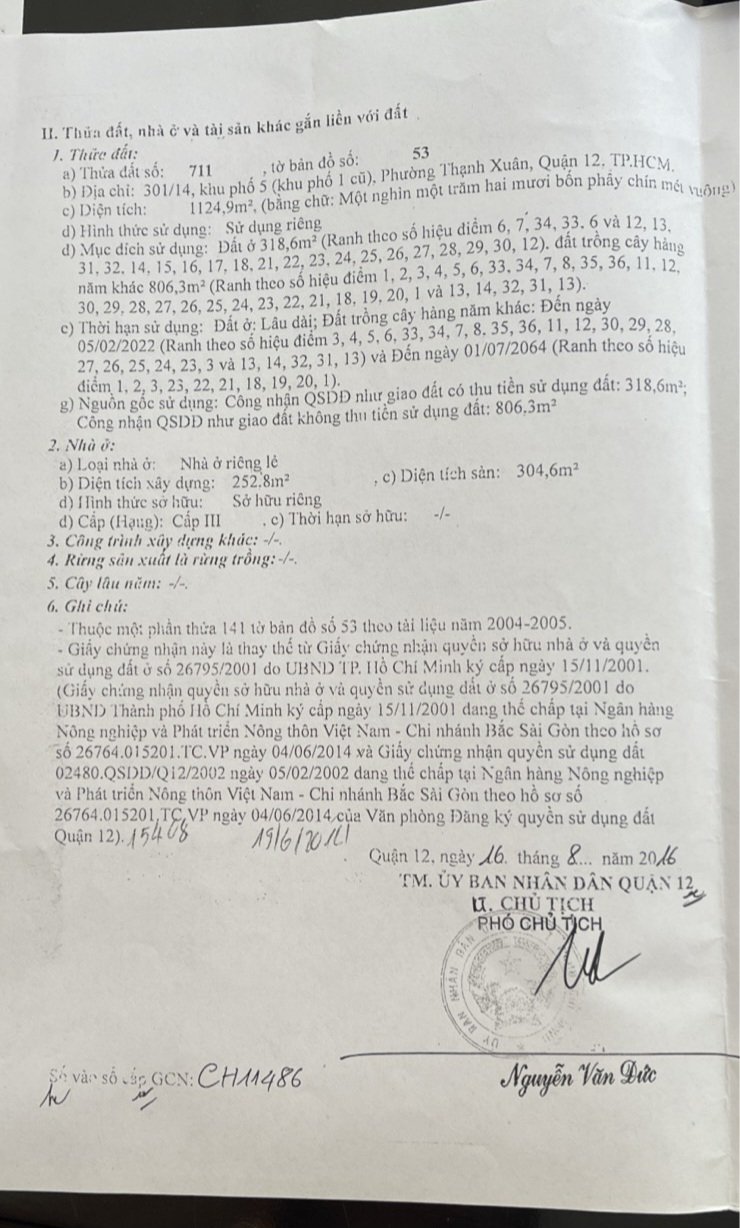 II. Thửa đất, nhà ở và tài sản khác gắn liền với đất
1. Thửa đất:
a) Thửa đất số: 711 , tờ bản đồ số: 53
b) Địa chỉ: 301/14, khu phố 5 (khu phố 1 cũ), Phường Thạnh Xuân, Quận 12, TP.HCM.
c) Diện tích: 1124,9m², (bằng chữ: Một nghìn một trăm hai mươi bốn phẩy chín mét vuông)
d) Hình thức sử dụng: Sử dụng riêng
đ) Mục đích sử dụng: Đất ở 318,6m² (Ranh theo số hiệu điểm 6, 7, 34, 33, 6 và 12, 13,
31, 32, 14, 15, 16, 17, 18, 21, 22, 23, 24, 25, 26, 27, 28, 29, 30, 12). đất trồng cây hàng
năm khác 806,3m² (Ranh theo số hiệu điểm 1, 2, 3, 4, 5, 6, 33, 34, 7, 8, 35, 36, 11, 12,
30, 29, 28, 27, 26, 25, 24, 23, 22, 21, 18, 19, 20, 1 và 13, 14, 32, 31, 13).
e) Thời hạn sử dụng: Đất ở: Lâu dài; Đất trồng cây hàng năm khác: Đến ngày
05/02/2022 (Ranh theo số hiệu điểm 3, 4, 5, 6, 33, 34, 7, 8, 35, 36, 11, 12, 30, 29, 28,
27, 26, 25, 24, 23, 3 và 13, 14, 32, 31, 13) và Đến ngày 01/07/2064 (Ranh theo số hiệu
điểm 1, 2, 3, 23, 22, 21, 18, 19, 20, 1).
g) Nguồn gốc sử dụng: Công nhận QSDĐ như giao đất có thu tiền sử dụng đất: 318,6m²;
Công nhận QSDĐ như giao đất không thu tiền sử dụng đất: 806,3m²
2. Nhà ở:
a) Loại nhà ở: Nhà ở riêng lẻ
b) Diện tích xây dựng: 252.8m² , c) Diện tích sàn: 304,6m²
d) Hình thức sở hữu: Sở hữu riêng
đ) Cấp (Hạng): Cấp III , e) Thời hạn sở hữu: -/-
3. Công trình xây dựng khác: -/-.
4. Rừng sản xuất là rừng trồng: -/-.
5. Cây lâu năm: -/-.
6. Ghi chú:
- Thuộc một phần thửa 141 tờ bản đồ số 53 theo tài liệu năm 2004-2005.
- Giấy chứng nhận này là thay thế từ Giấy chứng nhận quyền sở hữu nhà ở và quyền
sử dụng đất ở số 26795/2001 do UBND TP. Hồ Chí Minh ký cấp ngày 15/11/2001.
(Giấy chứng nhận quyền sở hữu nhà ở và quyền sử dụng đất ở số 26795/2001 do
UBND Thành phố Hồ Chí Minh ký cấp ngày 15/11/2001 đang thế chấp tại Ngân hàng
Nông nghiệp và Phát triển Nông thôn Việt Nam - Chi nhánh Bắc Sài Gòn theo hồ sơ
số 26764.015201.TC.VP ngày 04/06/2014 và Giấy chứng nhận quyền sử dụng đất
02480.QSDĐ/Q12/2002 ngày 05/02/2002 đang thế chấp tại Ngân hàng Nông nghiệp
và Phát triển Nông thôn Việt Nam - Chi nhánh Bắc Sài Gòn theo hồ sơ số
26764.015201.TC.VP ngày 04/06/2014 của Văn phòng Đăng ký quyền sử dụng đất
Quận 12). 15408
Quận 12, ngày 16. tháng 8... năm 2016
TM. ỦY BAN NHÂN DÂN QUẬN 12
KT. CHỦ TỊCH
PHÓ CHỦ TỊCH
Số vào sổ cấp GCN: CH11486
Nguyễn Văn Đức